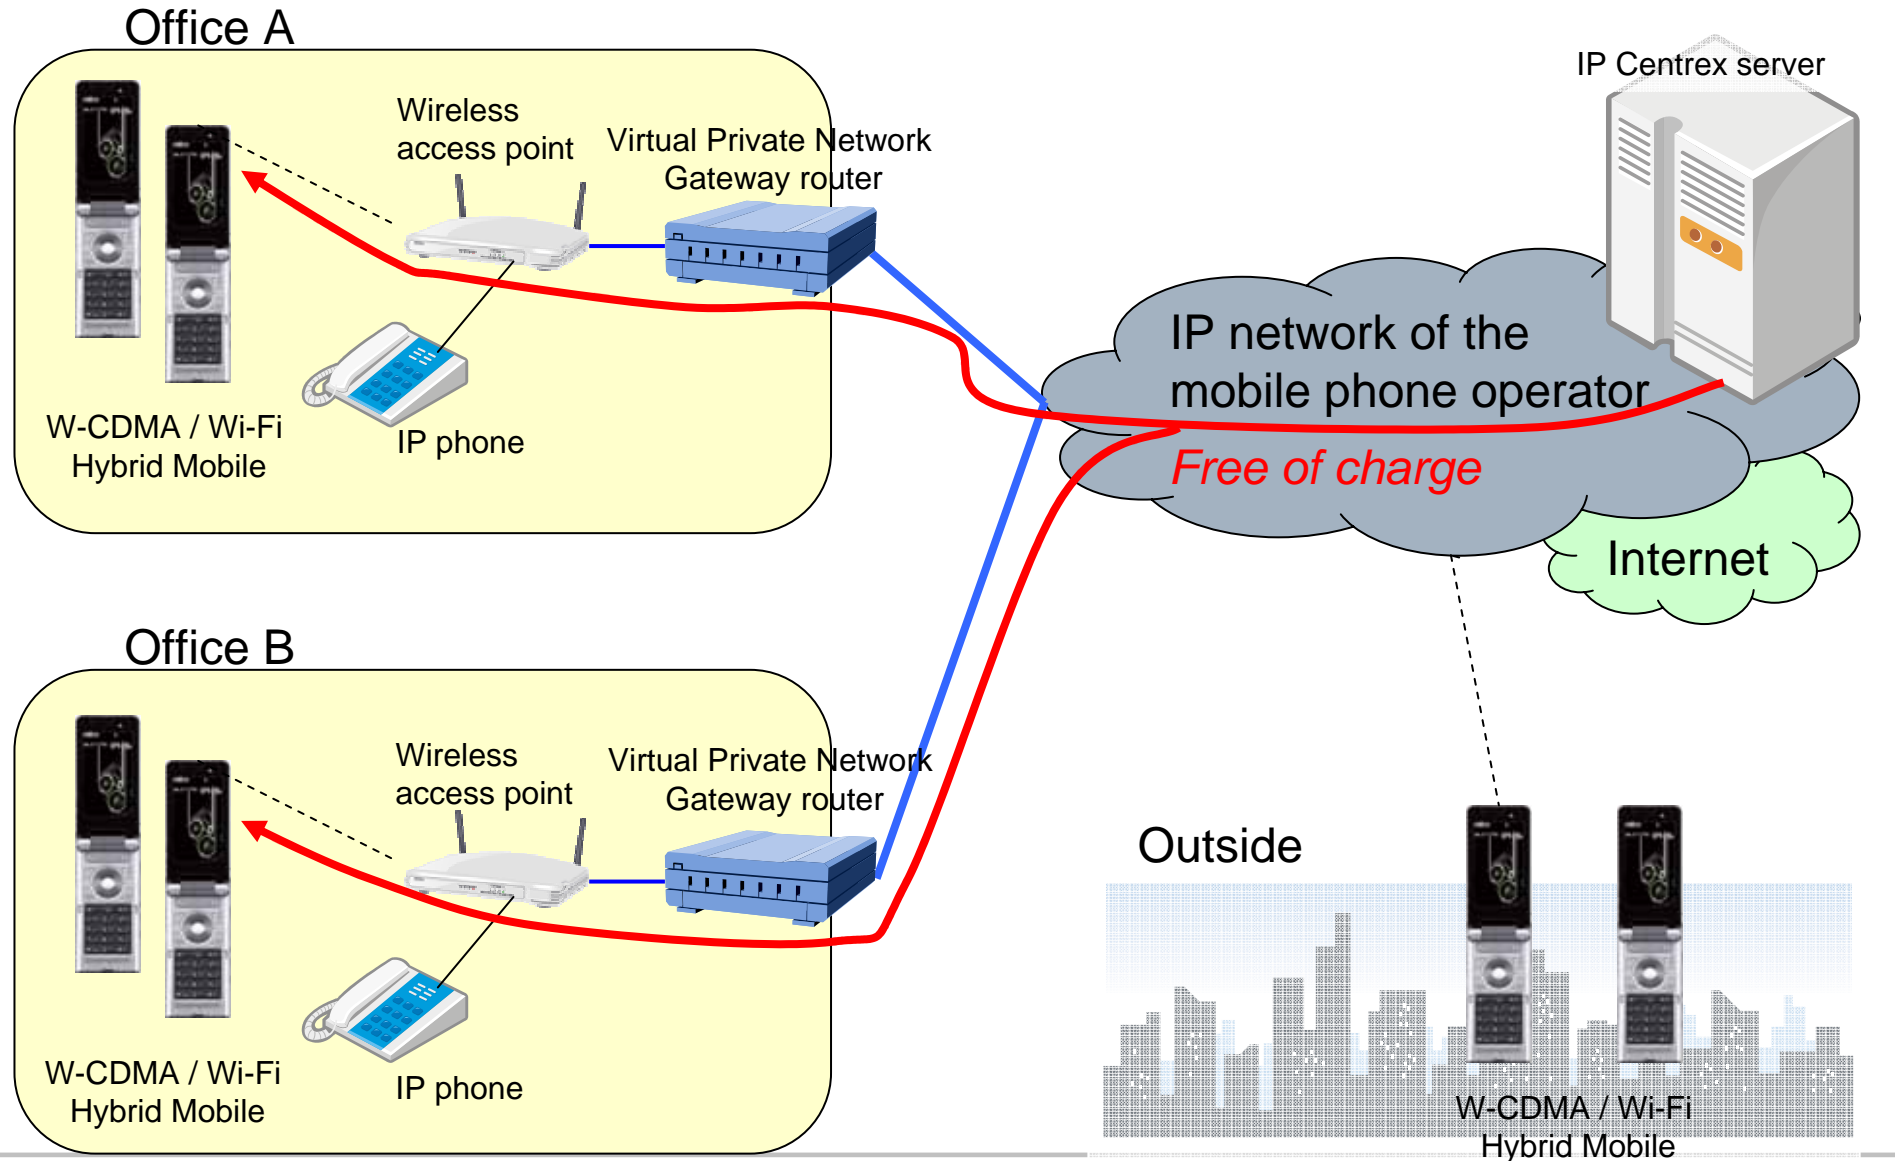 Office A
Wireless
access point
Virtual Private Network
Gateway router
W-CDMA / Wi-Fi
Hybrid Mobile
IP phone
IP Centrex server
IP network of the
mobile phone operator
Free of charge
Internet
Office B
Wireless
access point
Virtual Private Network
Gateway router
W-CDMA / Wi-Fi
Hybrid Mobile
IP phone
Outside
W-CDMA / Wi-Fi
Hybrid Mobile